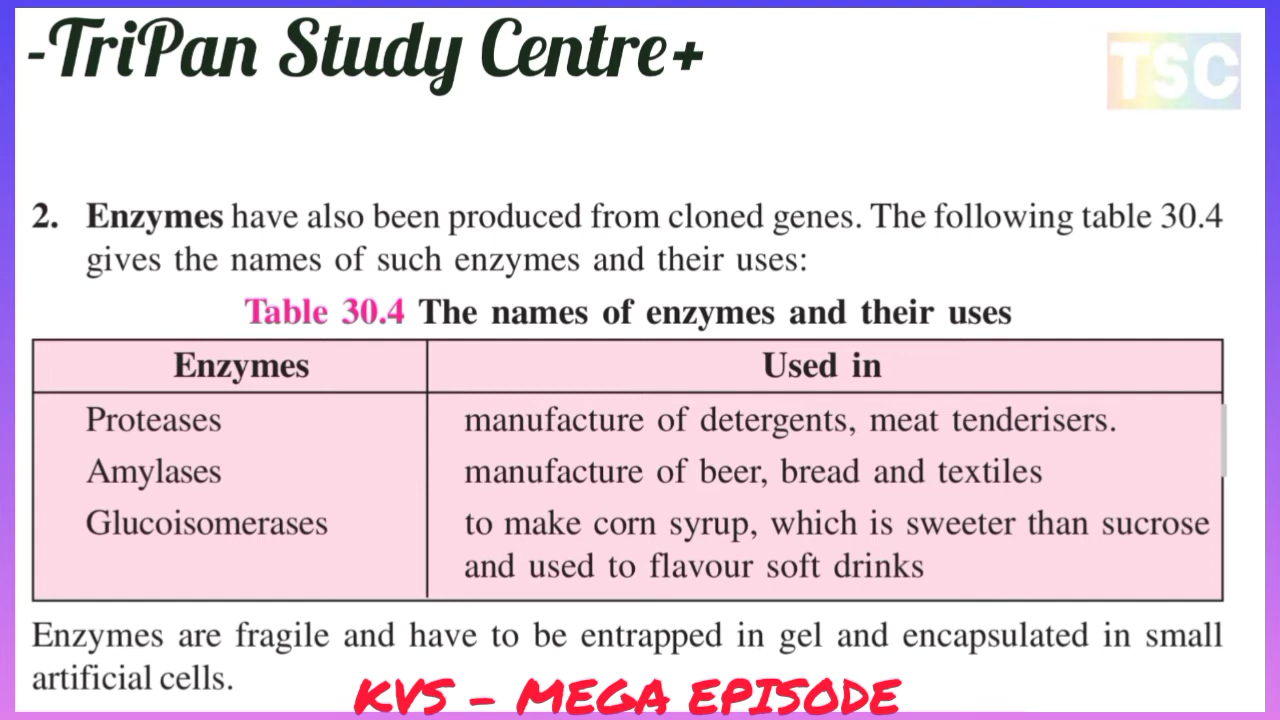 -TriPan Study Centre+
TSC
2. Enzymes have also been produced from cloned genes. The following table 30.4
gives the names of such enzymes and their uses:
Table 30.4 The names of enzymes and their uses
Enzymes Used in
Proteases manufacture of detergents, meat tenderisers.
Amylases manufacture of beer, bread and textiles
Glucoisomerases to make corn syrup, which is sweeter than sucrose
and used to flavour soft drinks
Enzymes are fragile and have to be entrapped in gel and encapsulated in small
artificial cells.
KVS - MEGA EPISODE